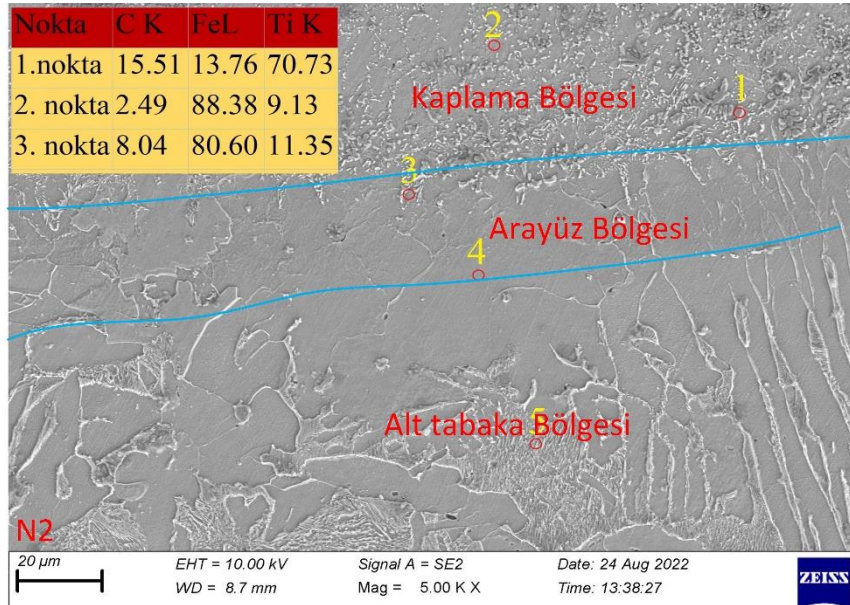 Nokta C K FeL Ti K
1.nokta 15.51 13.76 70.73
2. nokta 2.49 88.38 9.13
3. nokta 8.04 80.60 11.35
2
1
Kaplama Bölgesi
3
Arayüz Bölgesi
4
5
Alt tabaka Bölgesi
N2
20 µm
EHT = 10.00 kV Signal A = SE2 Date: 24 Aug 2022
WD = 8.7 mm Mag = 5.00 K X Time: 13:38:27
ZEISS